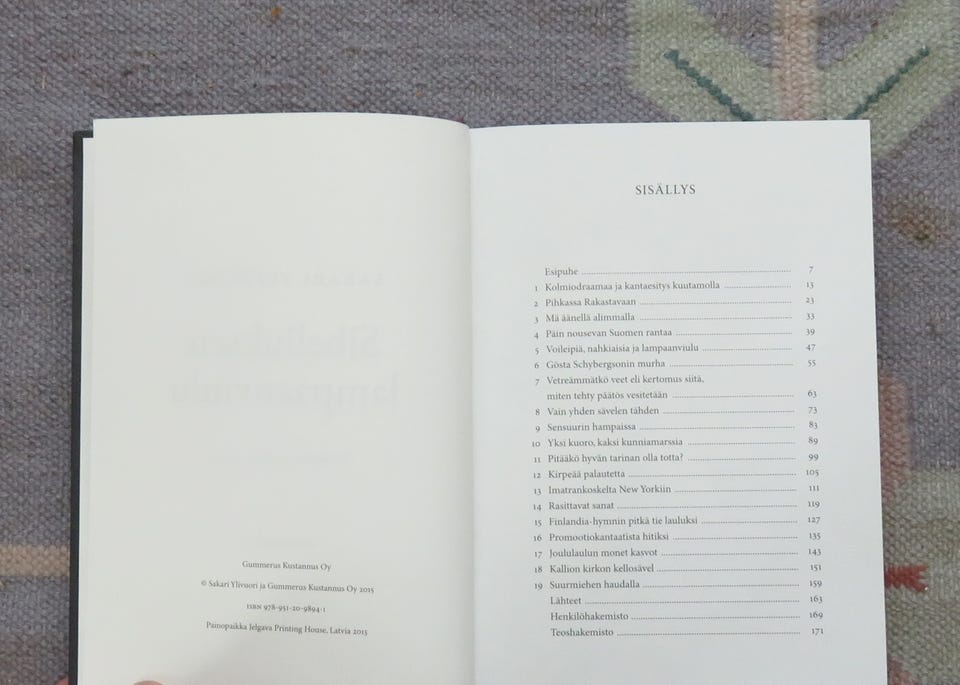 Gummerus Kustannus Oy
© Sakari Ylivuori ja Gummerus Kustannus Oy 2015
ISBN 978-951-20-9894-1
Painopaikka Jelgava Printing House, Latvia 2015
SISÄLLYS
Esipuhe 7
1 Kolmiodraamaa ja kantaesitys kuutamolla 13
2 Pihkassa Rakastavaan 23
3 Mä äänellä alimmalla 33
4 Päin nousevan Suomen rantaa 39
5 Voileipiä, nahkiaisia ja lampaanviulu 47
6 Gösta Schybergsonin murha 55
7 Vetreämmätkö veet eli kertomus siitä,
miten tehty päätös vesitetään 63
8 Vain yhden sävelen tähden 73
9 Sensuurin hampaissa 83
10 Yksi kuoro, kaksi kunniamarssia 89
11 Pitääkö hyvän tarinan olla totta? 99
12 Kirpeää palautetta 105
13 Imatrankoskelta New Yorkiin 111
14 Rasittavat sanat 119
15 Finlandia-hymnin pitkä tie lauluksi 127
16 Promootiokantaatista hitiksi 135
17 Joululaulun monet kasvot 143
18 Kallion kirkon kellosävel 151
19 Suurmiehen haudalla 159
Lähteet 163
Henkilöhakemisto 169
Teoshakemisto 171